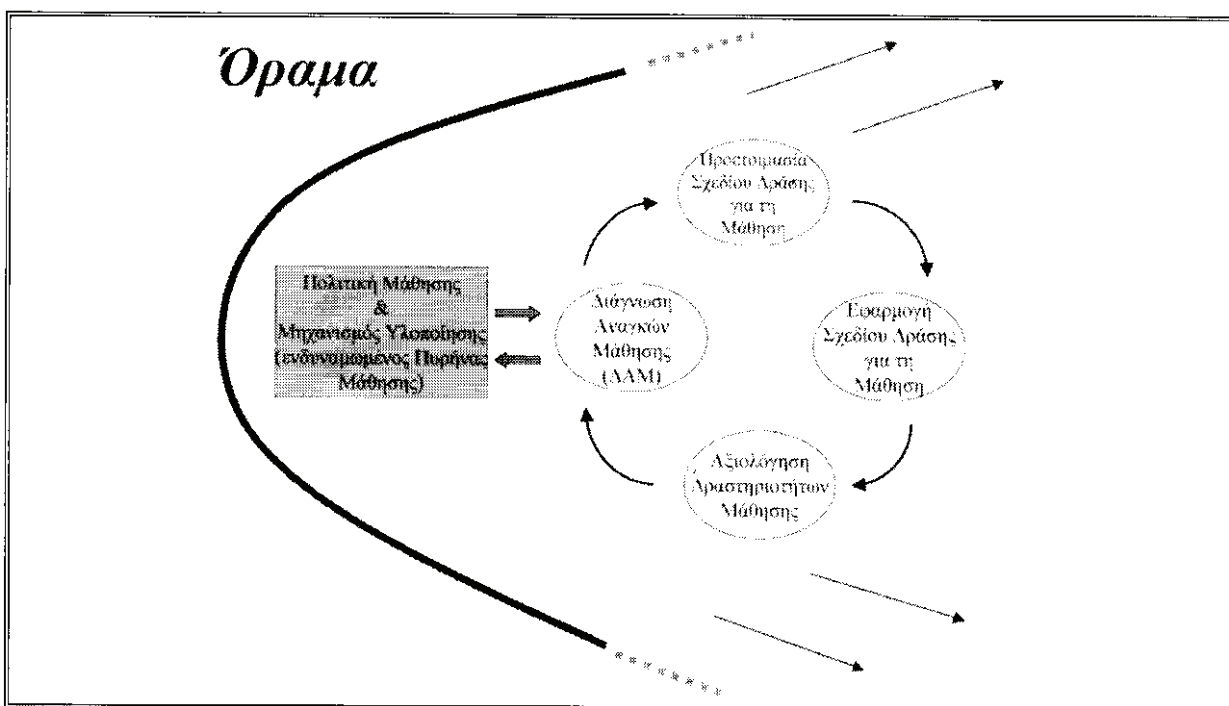 Όραμα
Προετοιμασία
Σχεδίου Δράσης
για τη
Μάθηση
Πολιτική Μάθησης
&
Μηχανισμός Υλοποίησης
(ενδυναμωμενος Πυρήνας
Μάθησης)
Διάγνωση
Αναγκών
Μάθησης
(ΔΑΜ)
Εφαρμογή
Σχεδίου Δράσης
για τη
Μάθηση
Αξιολόγηση
Δραστηριοτήτων
Μάθησης